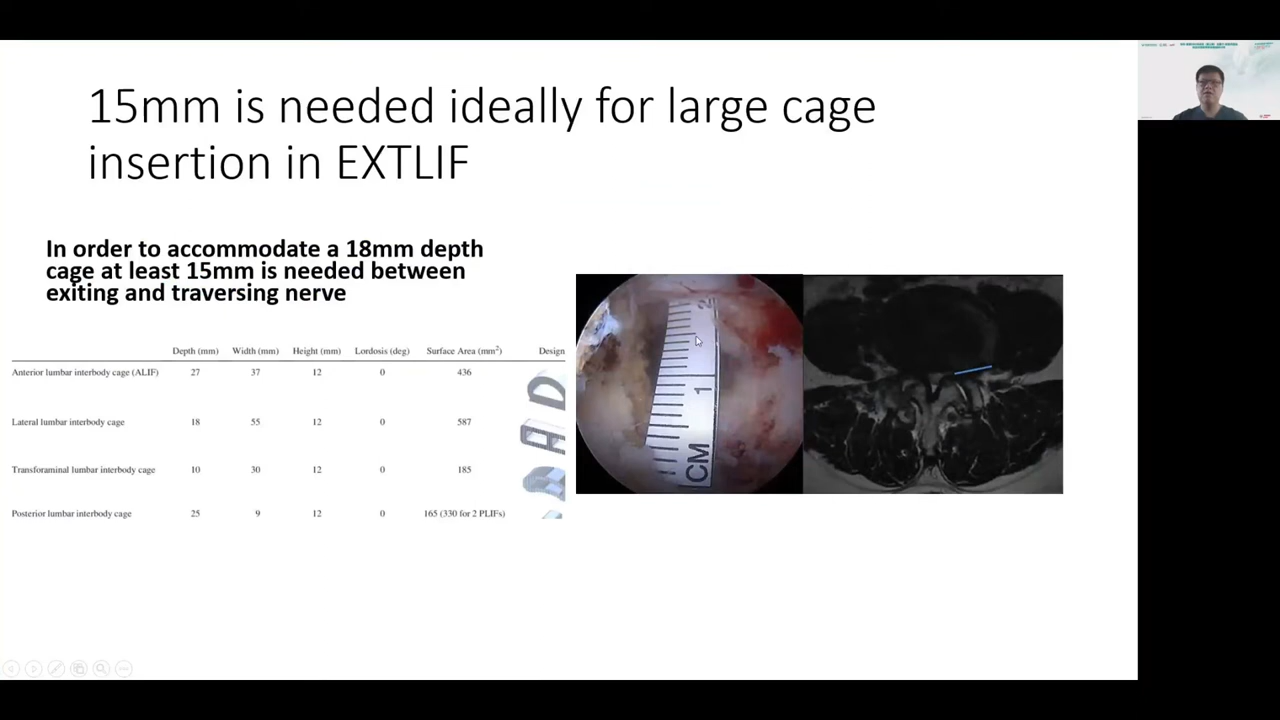 15mm is needed ideally for large cage
insertion in EXTLIF
In order to accommodate a 18mm depth
cage at least 15mm is needed between
exiting and traversing nerve
Depth (mm) Width (mm) Height (mm) Lordosis (deg) Surface Area (mm²) Design
Anterior lumbar interbody cage (ALIF) 27 37 12 0 436
Lateral lumbar interbody cage 18 55 12 0 587
Transforaminal lumbar interbody cage 10 30 12 0 185
Posterior lumbar interbody cage 25 9 12 0 165 (330 for 2 PLIFs)
2
1
CM